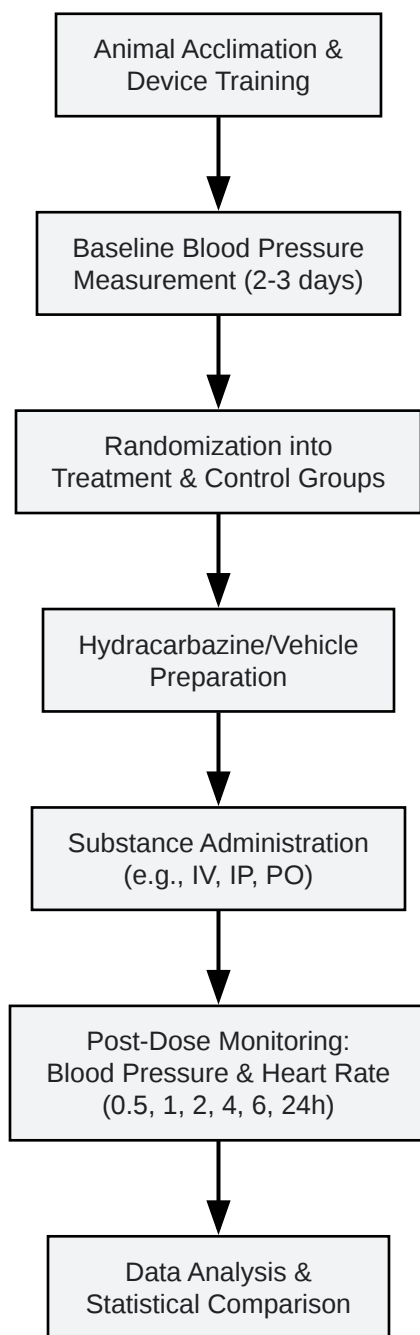 Animal Acclimation &
Device Training
Baseline Blood Pressure
Measurement (2-3 days)
Randomization into
Treatment & Control Groups
Hydracarbazine/Vehicle
Preparation
Substance Administration
(e.g., IV, IP, PO)
Post-Dose Monitoring:
Blood Pressure & Heart Rate
(0.5, 1, 2, 4, 6, 24h)
Data Analysis &
Statistical Comparison